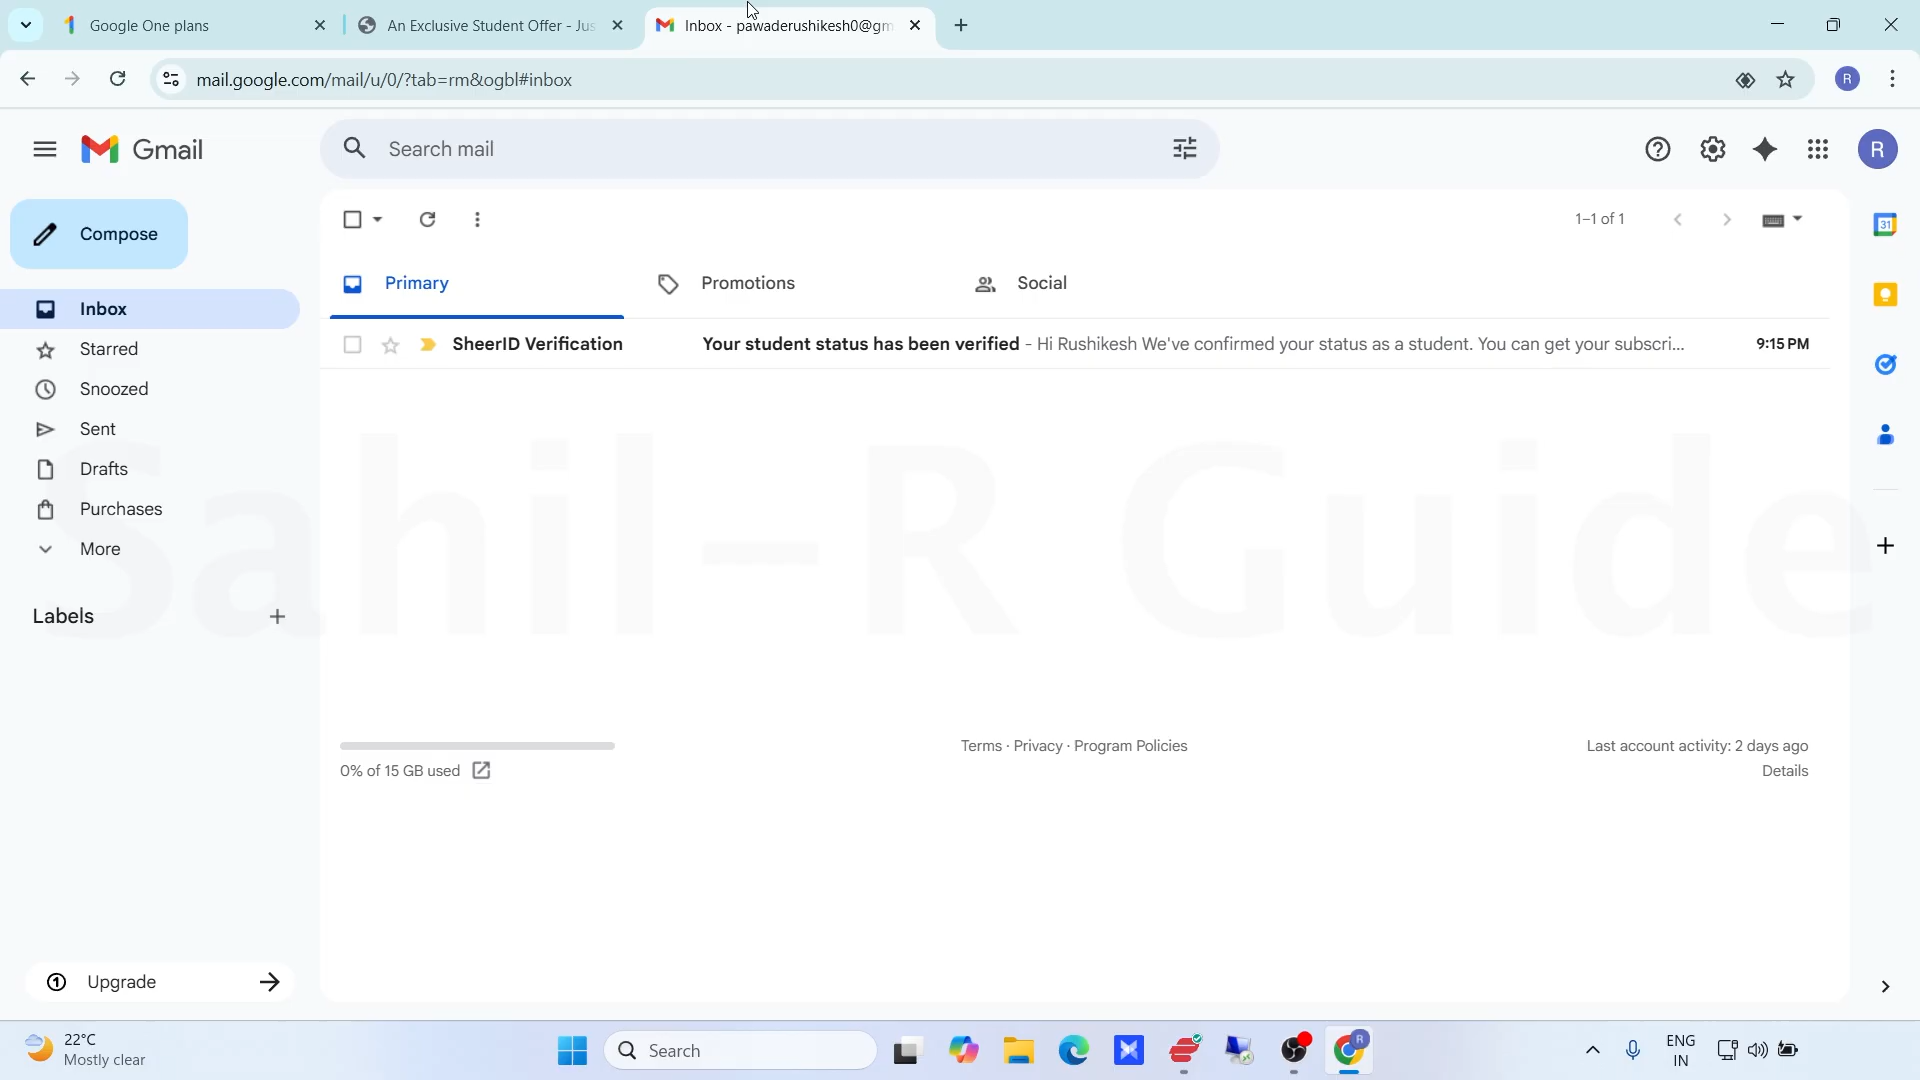 Google One plans
An Exclusive Student Offer - Jus
Inbox - pawaderushikesh0@gm
mail.google.com/mail/u/0/?tab=rm&ogbl#inbox
R
Gmail
Search mail
R
Compose
1–1 of 1
Primary
Promotions
Social
31
Inbox
SheerID Verification
Your student status has been verified - Hi Rushikesh We've confirmed your status as a student. You can get your subscri...
9:15 PM
Starred
Snoozed
Sent
Drafts
Purchases
More
Sahil-R Guide
Labels
0% of 15 GB used
Terms · Privacy · Program Policies
Last account activity: 2 days ago
Details
Upgrade
22°C
Mostly clear
Search
R
ENG
IN